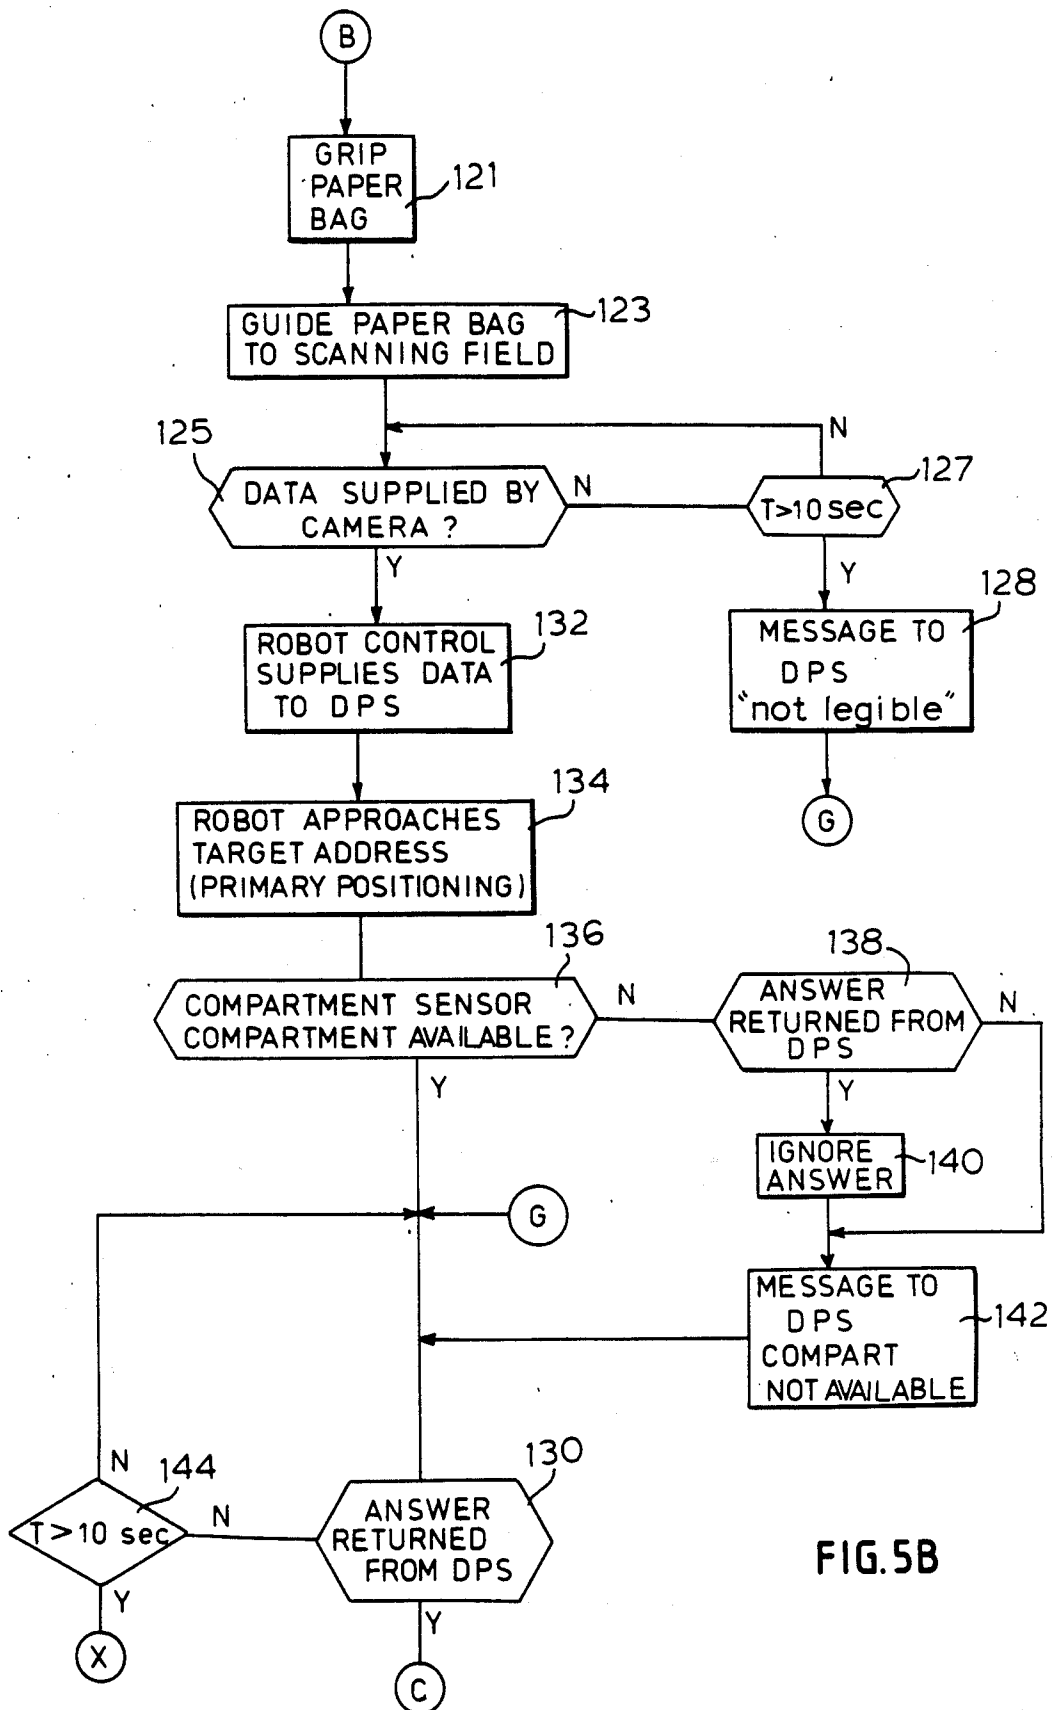 B
GRIP
PAPER
BAG
121
GUIDE PAPER BAG
TO SCANNING FIELD
123
N
125
DATA SUPPLIED BY
CAMERA ?
N
T>10 sec
127
Y
Y
ROBOT CONTROL
SUPPLIES DATA
TO DPS
132
MESSAGE TO
DPS
"not legible"
128
G
ROBOT APPROACHES
TARGET ADDRESS
(PRIMARY POSITIONING)
134
136
COMPARTMENT SENSOR
COMPARTMENT AVAILABLE ?
N
138
ANSWER
RETURNED FROM
DPS
N
Y
Y
IGNORE
ANSWER
140
G
MESSAGE TO
DPS
COMPART
NOT AVAILABLE
142
N
144
T>10 sec
N
130
ANSWER
RETURNED
FROM DPS
Y
Y
X
C
FIG.5B